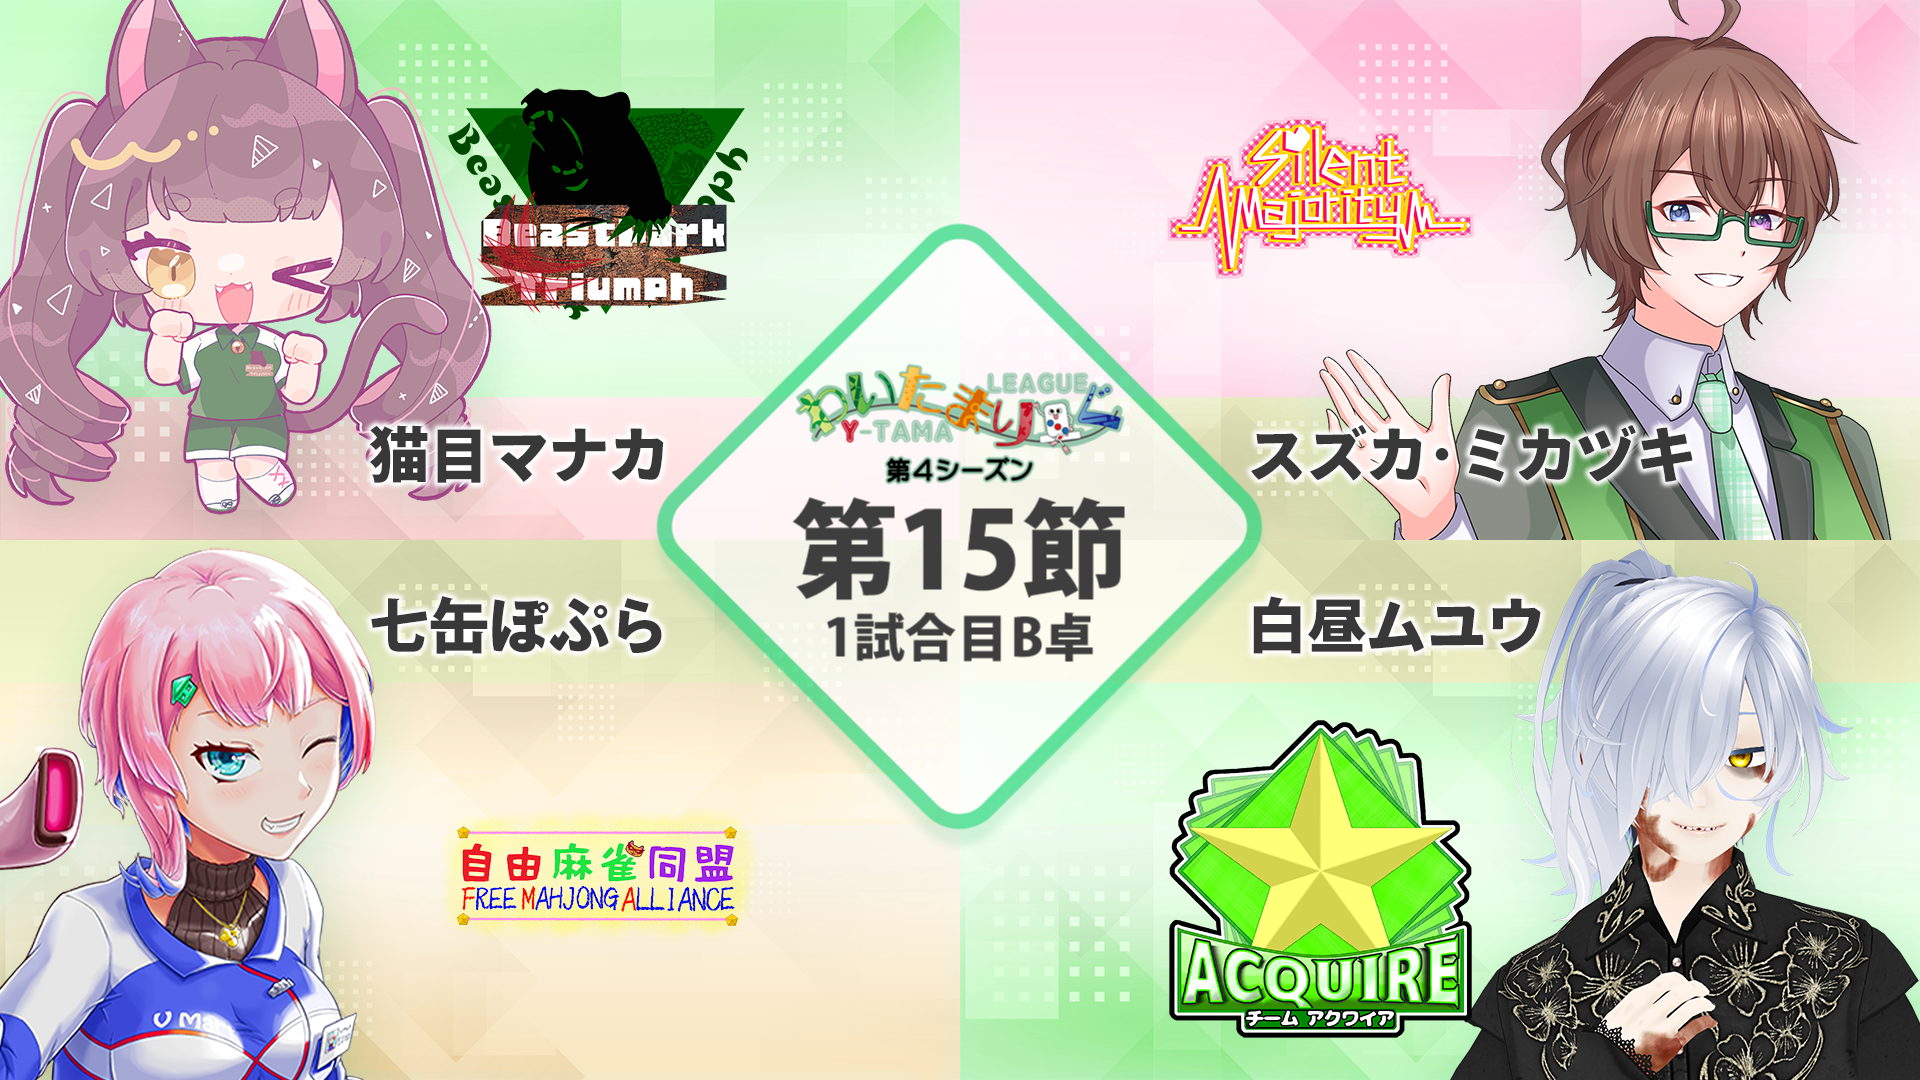 Beastwark
Triumph
Silent
Majority
猫目マナカ
スズカ・ミカヅキ
わいたまりーぐ
LEAGUE
Y-TAMA
第4シーズン
第15節
1試合目B卓
七缶ぽぷら
白昼ムユウ
自由麻雀同盟
FREE MAHJONG ALLIANCE
ACQUIRE
チーム アクワイア